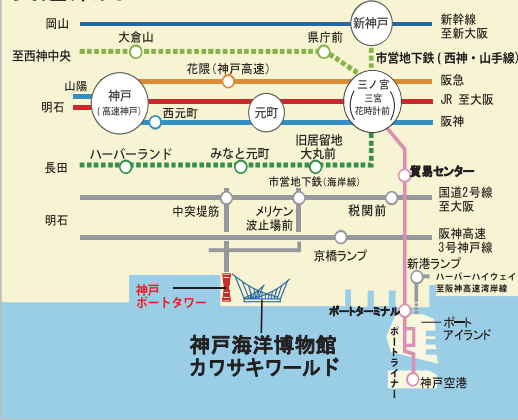 岡山
新神戸
新幹線
至新大阪
大倉山
県庁前
至西神中央
市営地下鉄(西神・山手線)
花隈(神戸高速)
三ノ宮
三宮
花時計前
阪急
山陽
神戸
(高速神戸)
元町
JR 至大阪
明石
西元町
阪神
旧居留地
大丸前
ハーバーランド
みなと元町
長田
市営地下鉄(海岸線)
貿易センター
中突堤筋
メリケン
波止場前
税関前
国道2号線
至大阪
明石
京橋ランプ
阪神高速
3号神戸線
新港ランプ
ハーバーハイウェイ
至阪神高速湾岸線
神戸
ポートタワー
ポートターミナル
ポート
アイランド
神戸海洋博物館
カワサキワールド
ポートライナー
神戸空港